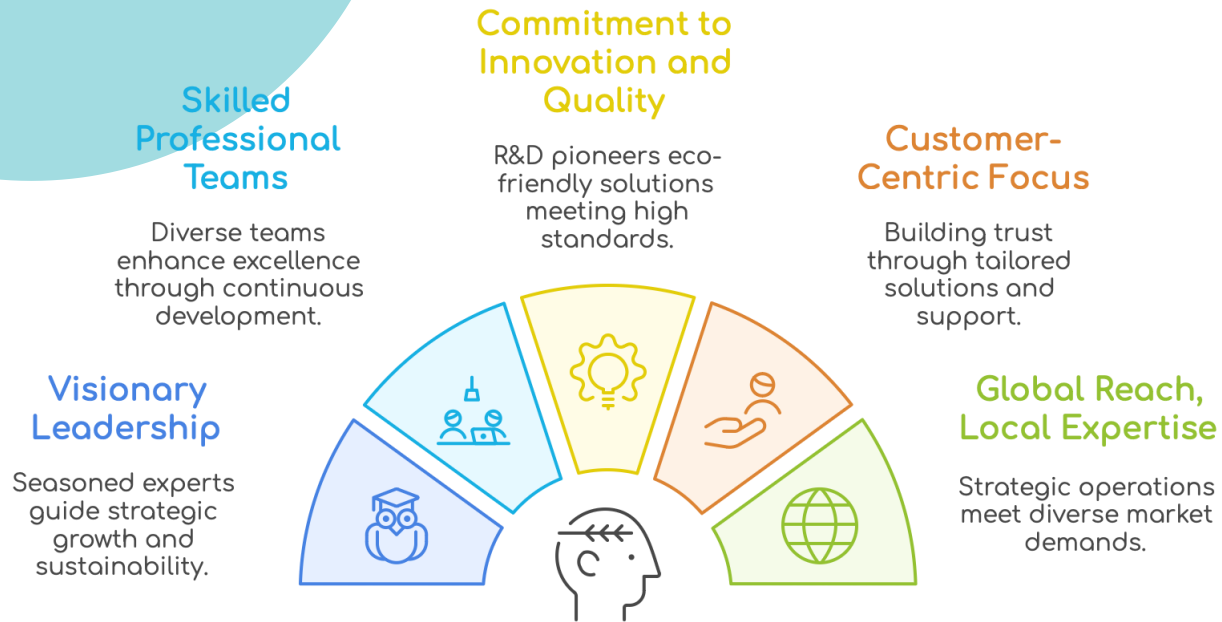 Commitment to
Innovation and
Quality
R&D pioneers eco-
friendly solutions
meeting high
standards.
Skilled
Professional
Teams
Diverse teams
enhance excellence
through continuous
development.
Customer-
Centric Focus
Building trust
through tailored
solutions and
support.
Visionary
Leadership
Seasoned experts
guide strategic
growth and
sustainability.
Global Reach,
Local Expertise
Strategic operations
meet diverse market
demands.